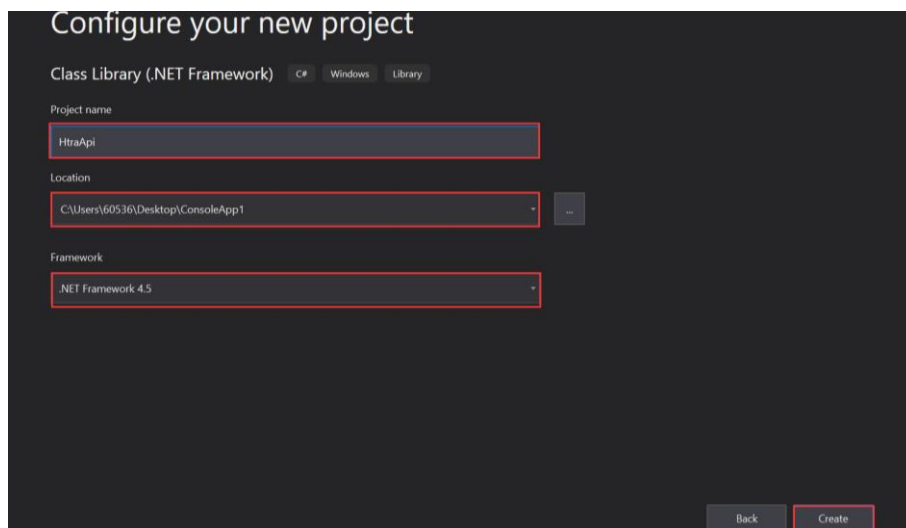 Configure your new project
Class Library (.NET Framework) C# Windows Library
Project name
HtraApi
Location
C:\Users\60536\Desktop\ConsoleApp1
...
Framework
.NET Framework 4.5
Back Create